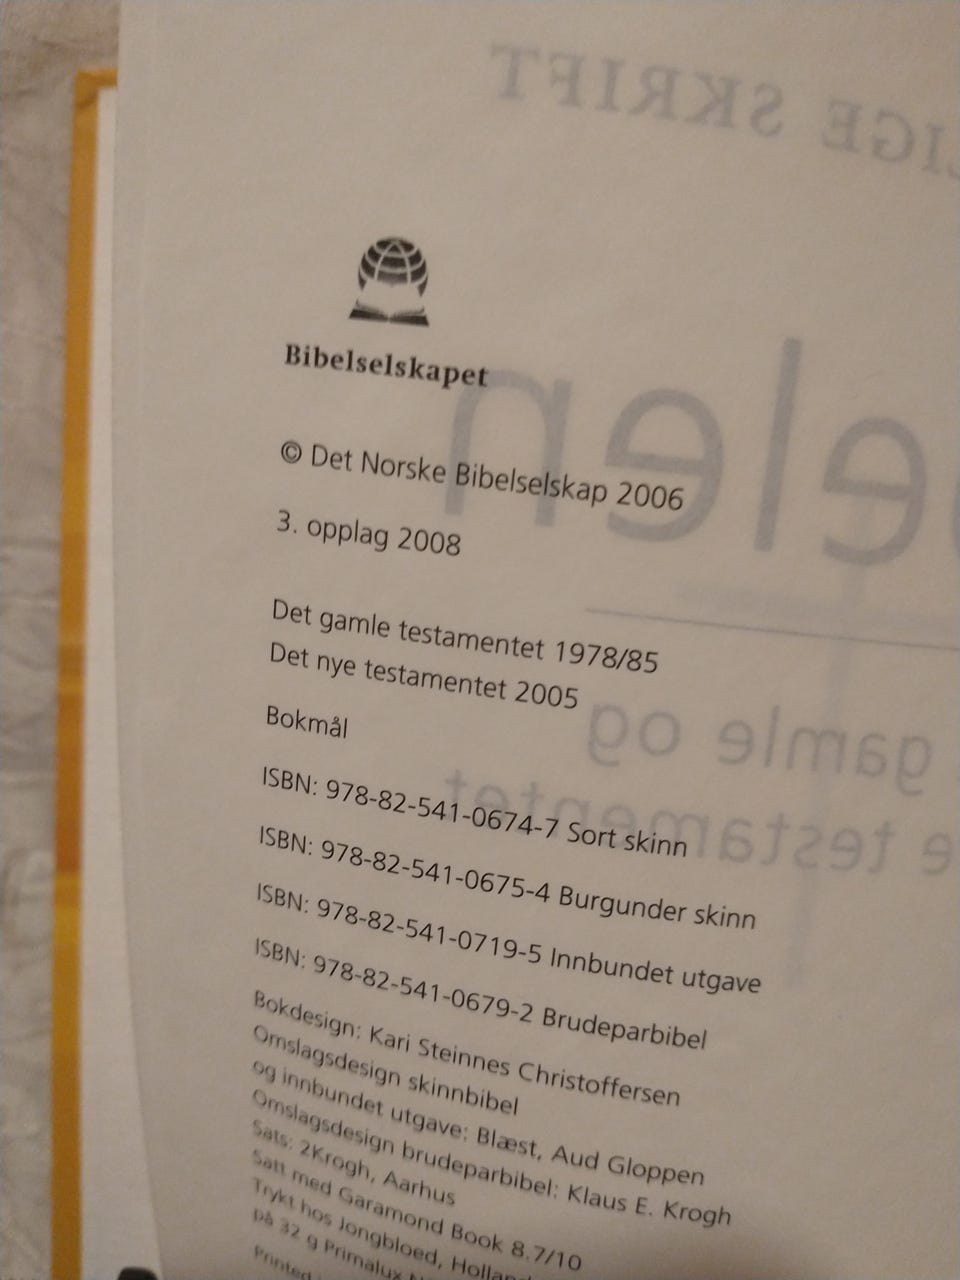 Bibelselskapet
© Det Norske Bibelselskap 2006
3. opplag 2008
Det gamle testamentet 1978/85
Det nye testamentet 2005
Bokmål
ISBN: 978-82-541-0674-7 Sort skinn
ISBN: 978-82-541-0675-4 Burgunder skinn
ISBN: 978-82-541-0719-5 Innbundet utgave
ISBN: 978-82-541-0679-2 Brudeparbibel
Bokdesign: Kari Steinnes Christoffersen
Omslagsdesign skinnbibel
og innbundet utgave: Blæst, Aud Gloppen
Omslagsdesign brudeparbibel: Klaus E. Krogh
Sats: 2Krogh, Aarhus
Satt med Garamond Book 8.7/10
Trykt hos Jongbloed,
på 32 g Primalux
Printed